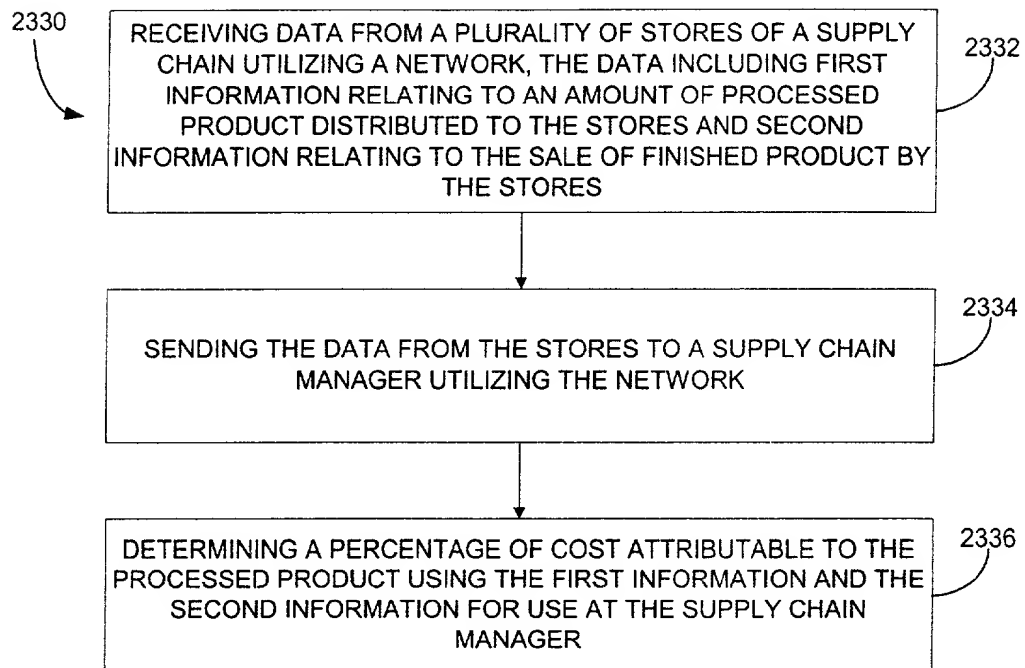 2330
RECEIVING DATA FROM A PLURALITY OF STORES OF A SUPPLY
CHAIN UTILIZING A NETWORK, THE DATA INCLUDING FIRST
INFORMATION RELATING TO AN AMOUNT OF PROCESSED
PRODUCT DISTRIBUTED TO THE STORES AND SECOND
INFORMATION RELATING TO THE SALE OF FINISHED PRODUCT BY
THE STORES
2332
SENDING THE DATA FROM THE STORES TO A SUPPLY CHAIN
MANAGER UTILIZING THE NETWORK
2334
DETERMINING A PERCENTAGE OF COST ATTRIBUTABLE TO THE
PROCESSED PRODUCT USING THE FIRST INFORMATION AND THE
SECOND INFORMATION FOR USE AT THE SUPPLY CHAIN
MANAGER
2336